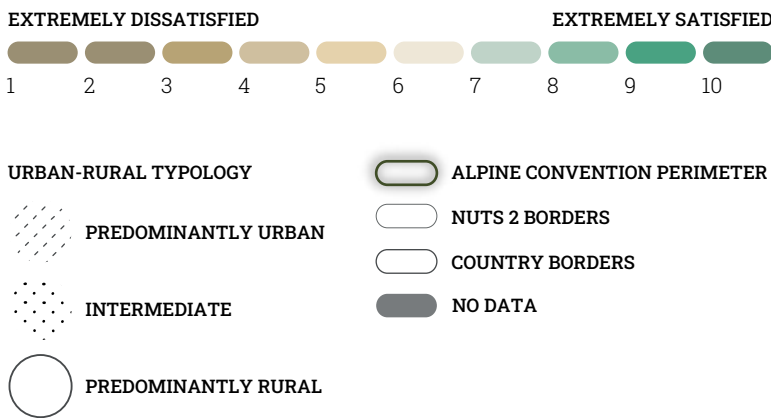 EXTREMELY DISSATISFIED
EXTREMELY SATISFIED
1 2 3 4 5 6 7 8 9 10
URBAN-RURAL TYPOLOGY
PREDOMINANTLY URBAN
INTERMEDIATE
PREDOMINANTLY RURAL
ALPINE CONVENTION PERIMETER
NUTS 2 BORDERS
COUNTRY BORDERS
NO DATA